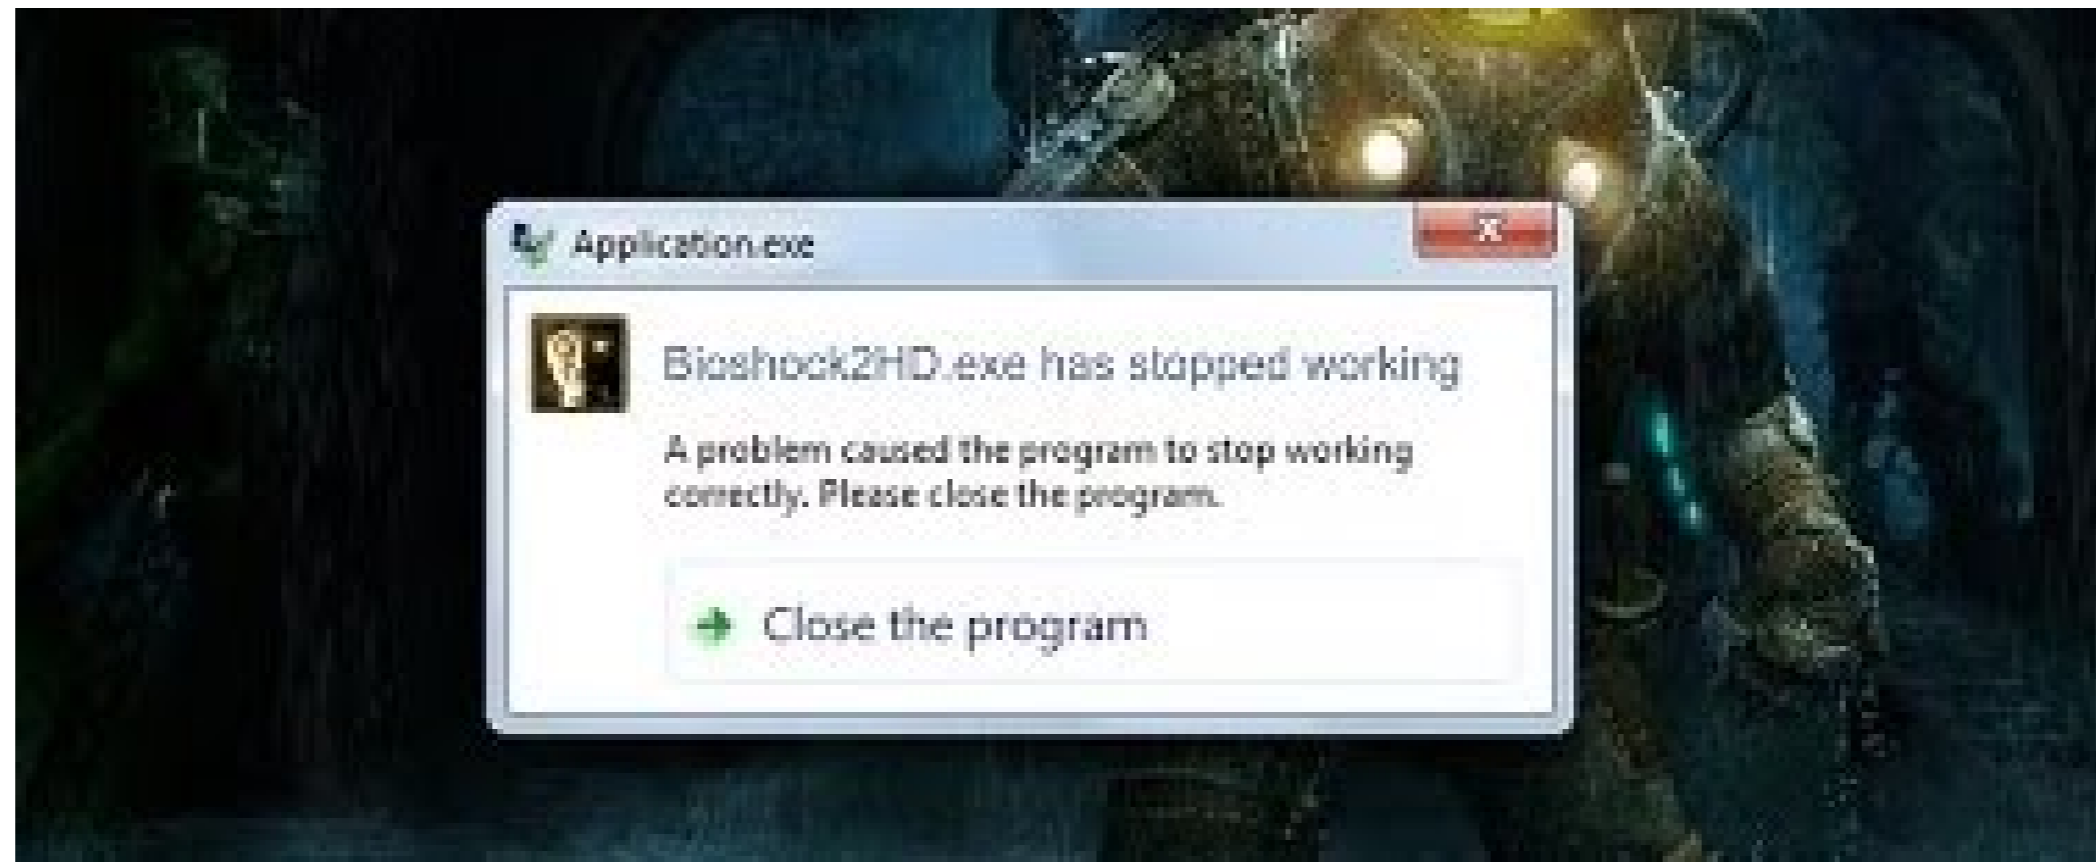 Application.exe
Bioshock2HD.exe has stopped working
A problem caused the program to stop working
correctly. Please close the program.
Close the program